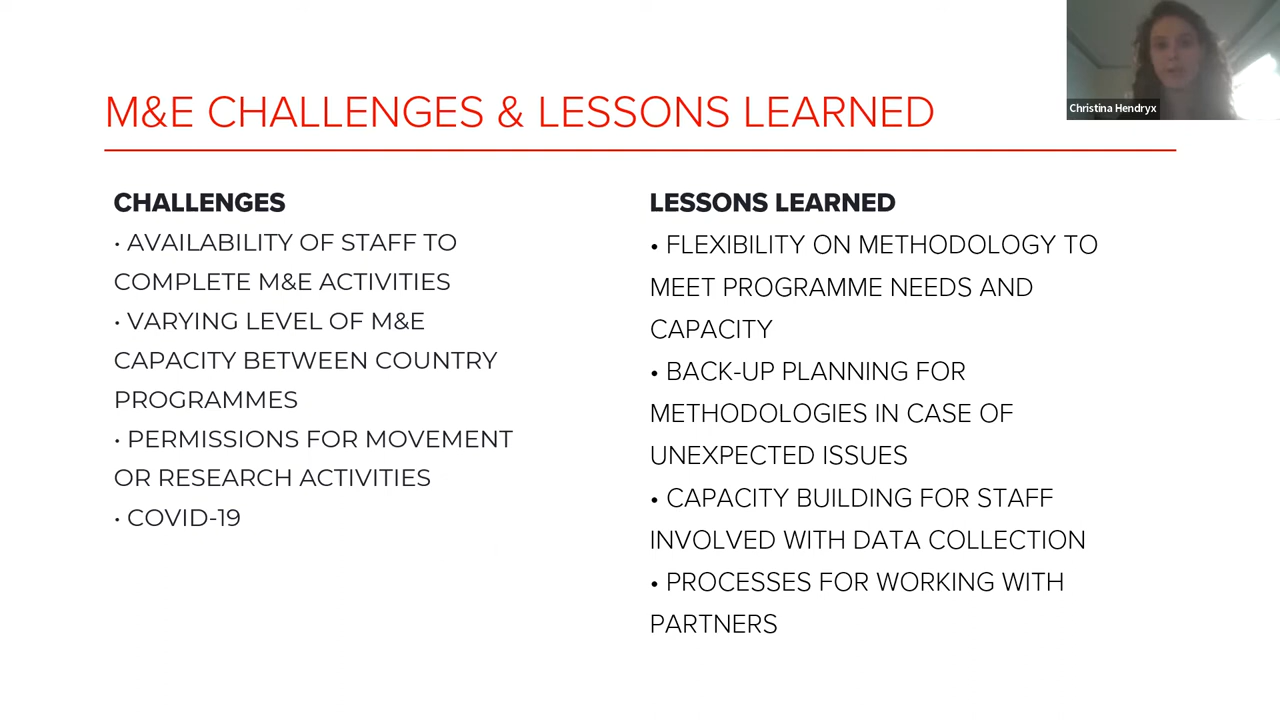 M&E CHALLENGES & LESSONS LEARNED
Christina Hendryx
CHALLENGES
• AVAILABILITY OF STAFF TO
COMPLETE M&E ACTIVITIES
• VARYING LEVEL OF M&E
CAPACITY BETWEEN COUNTRY
PROGRAMMES
• PERMISSIONS FOR MOVEMENT
OR RESEARCH ACTIVITIES
• COVID-19
LESSONS LEARNED
• FLEXIBILITY ON METHODOLOGY TO
MEET PROGRAMME NEEDS AND
CAPACITY
• BACK-UP PLANNING FOR
METHODOLOGIES IN CASE OF
UNEXPECTED ISSUES
• CAPACITY BUILDING FOR STAFF
INVOLVED WITH DATA COLLECTION
• PROCESSES FOR WORKING WITH
PARTNERS